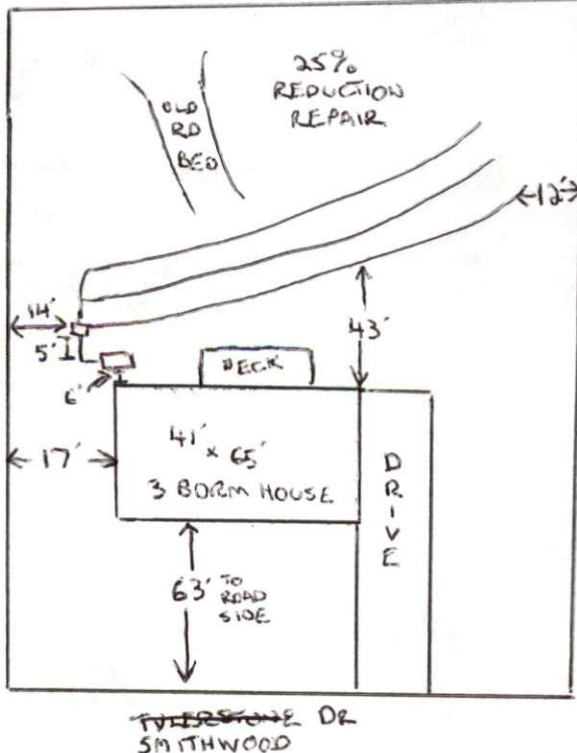 25%
REDUCTION
REPAIR
OLD
RD
BED
12'
14'
43'
5'
DECK
6'
41' x 65'
17'
3 BDRM HOUSE
DRIVE
63' TO
ROAD
SIDE
DR
SMITHWOOD